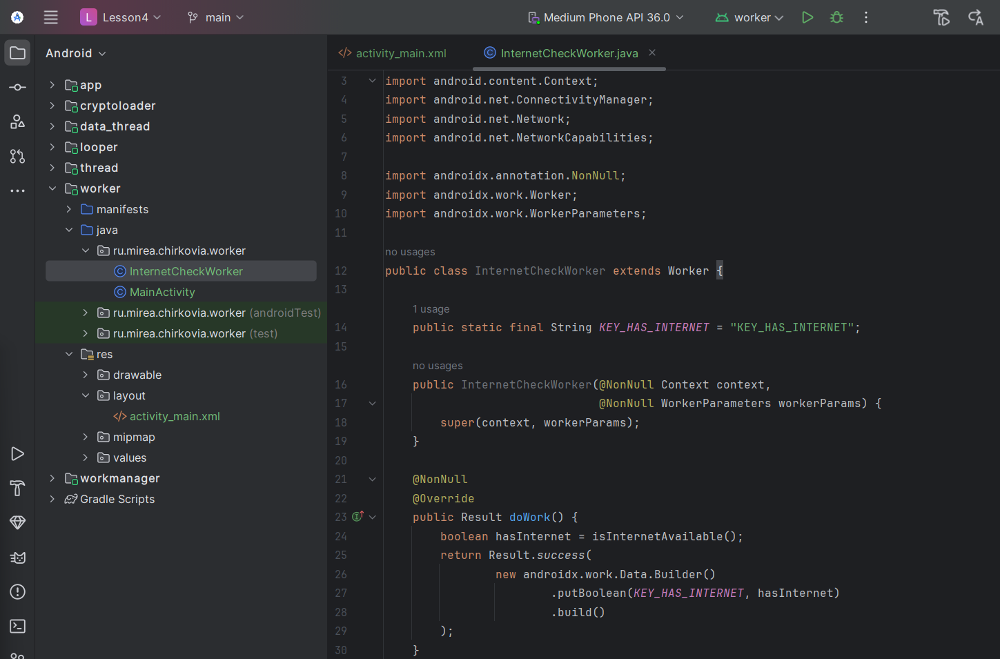 L Lesson4 main Medium Phone API 36.0 worker
Android
app
cryptoloader
data_thread
looper
thread
worker
manifests
java
ru.mirea.chirkovia.worker
InternetCheckWorker
MainActivity
ru.mirea.chirkovia.worker (androidTest)
ru.mirea.chirkovia.worker (test)
res
drawable
layout
activity_main.xml
mipmap
values
workmanager
Gradle Scripts
activity_main.xml InternetCheckWorker.java
3 import android.content.Context;
4 import android.net.ConnectivityManager;
5 import android.net.Network;
6 import android.net.NetworkCapabilities;
7
8 import androidx.annotation.NonNull;
9 import androidx.work.Worker;
10 import androidx.work.WorkerParameters;
11
no usages
12 public class InternetCheckWorker extends Worker {
13
1 usage
14 public static final String KEY_HAS_INTERNET = "KEY_HAS_INTERNET";
15
no usages
16 public InternetCheckWorker(@NonNull Context context,
17 @NonNull WorkerParameters workerParams) {
18 super(context, workerParams);
19 }
20
21 @NonNull
22 @Override
23 public Result doWork() {
24 boolean hasInternet = isInternetAvailable();
25 return Result.success(
26 new androidx.work.Data.Builder()
27 .putBoolean(KEY_HAS_INTERNET, hasInternet)
28 .build()
29 );
30 }